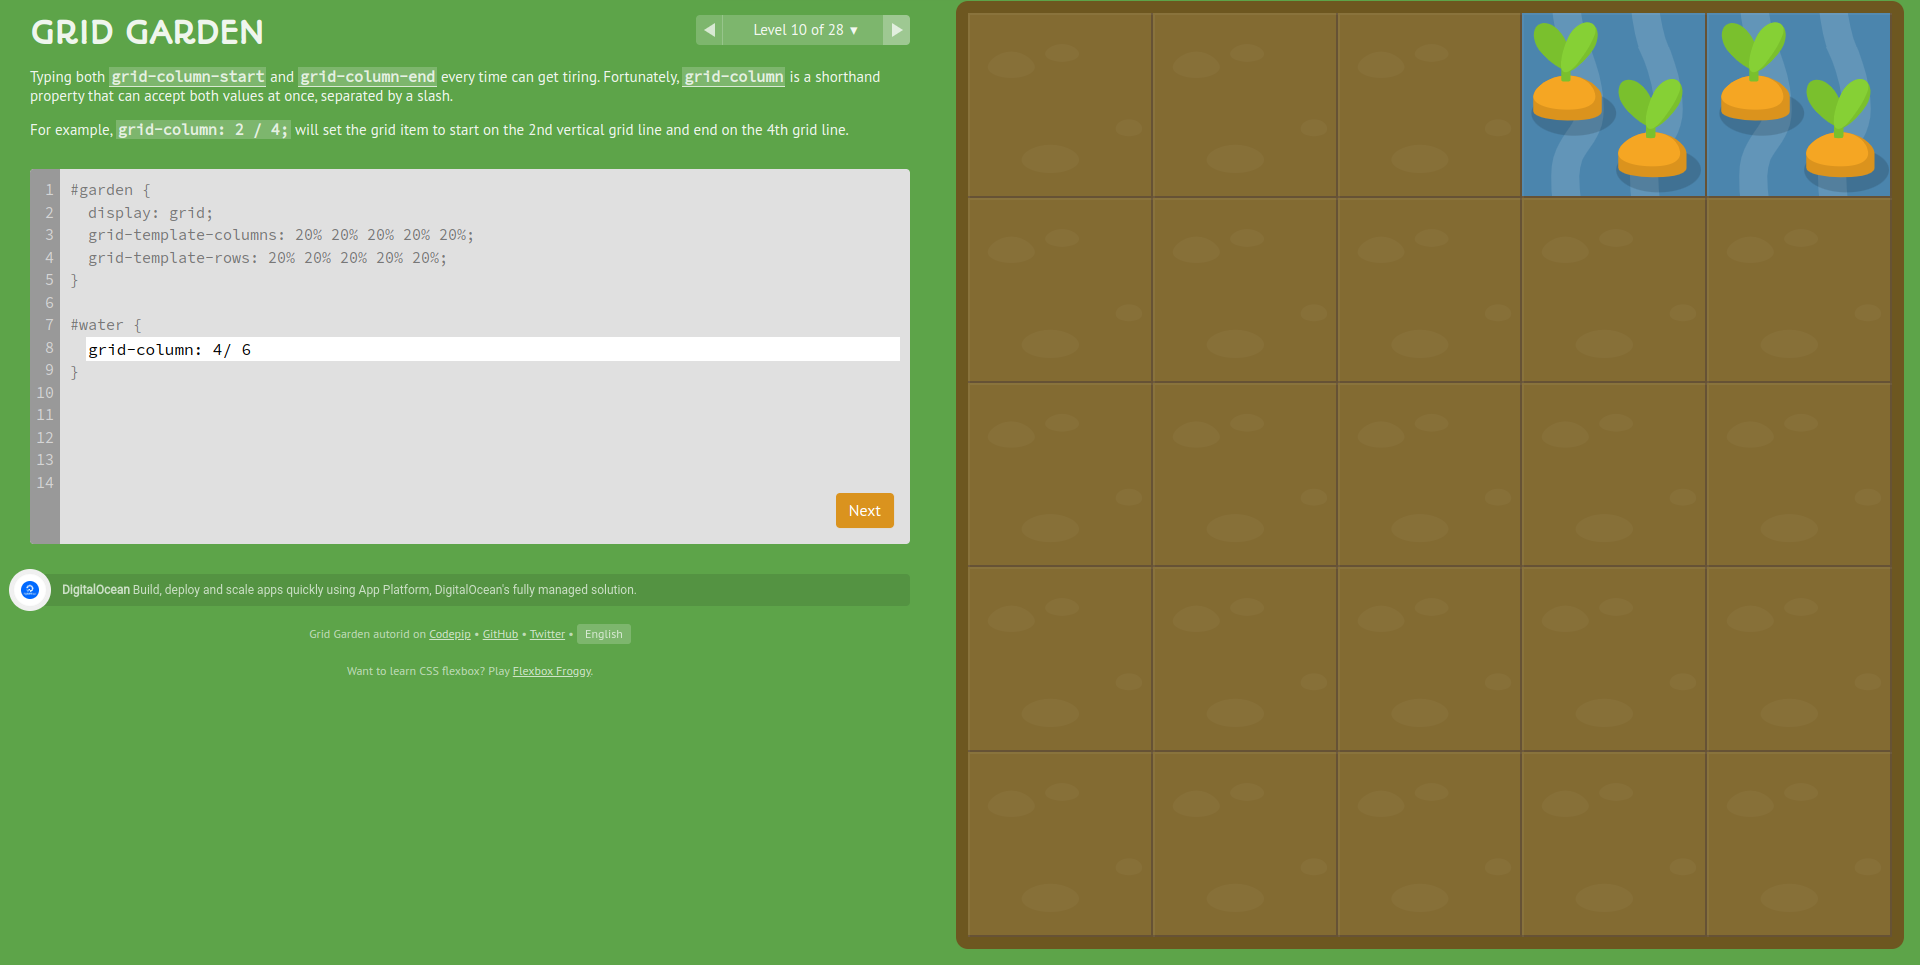 GRID GARDEN
◀ Level 10 of 28 ▾ ▶
Typing both grid-column-start and grid-column-end every time can get tiring. Fortunately, grid-column is a shorthand
property that can accept both values at once, separated by a slash.
For example, grid-column: 2 / 4; will set the grid item to start on the 2nd vertical grid line and end on the 4th grid line.
1 #garden {
2 display: grid;
3 grid-template-columns: 20% 20% 20% 20% 20%;
4 grid-template-rows: 20% 20% 20% 20% 20%;
5 }
6
7 #water {
8 grid-column: 4/ 6
9 }
10
11
12
13
14
Next
DigitalOcean Build, deploy and scale apps quickly using App Platform, DigitalOcean's fully managed solution.
Grid Garden autorid on Codepip • GitHub • Twitter • English
Want to learn CSS flexbox? Play Flexbox Froggy.